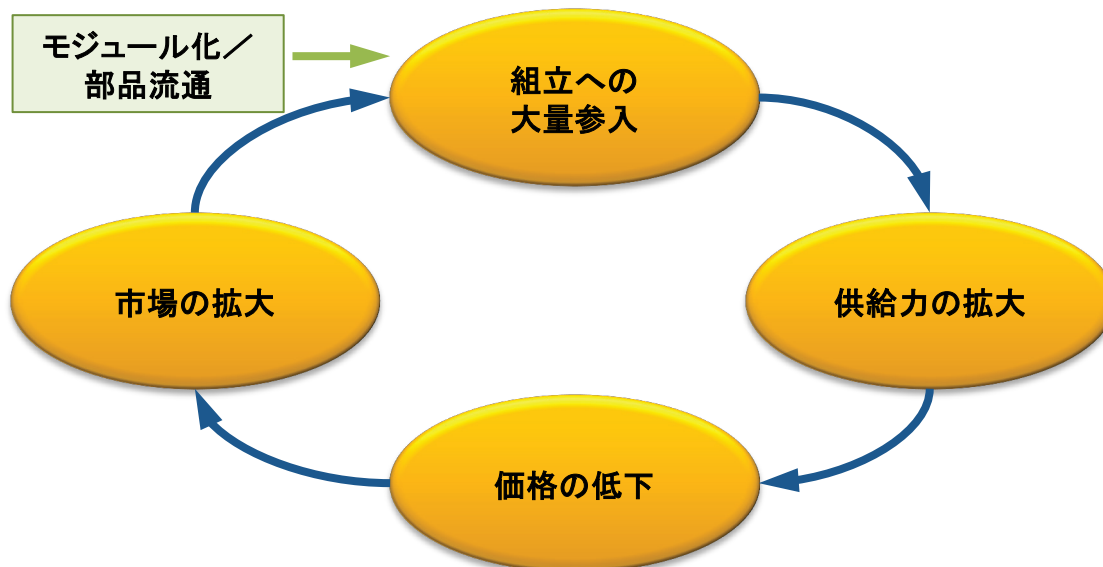 モジュール化／
部品流通
組立への
大量参入
市場の拡大
供給力の拡大
価格の低下